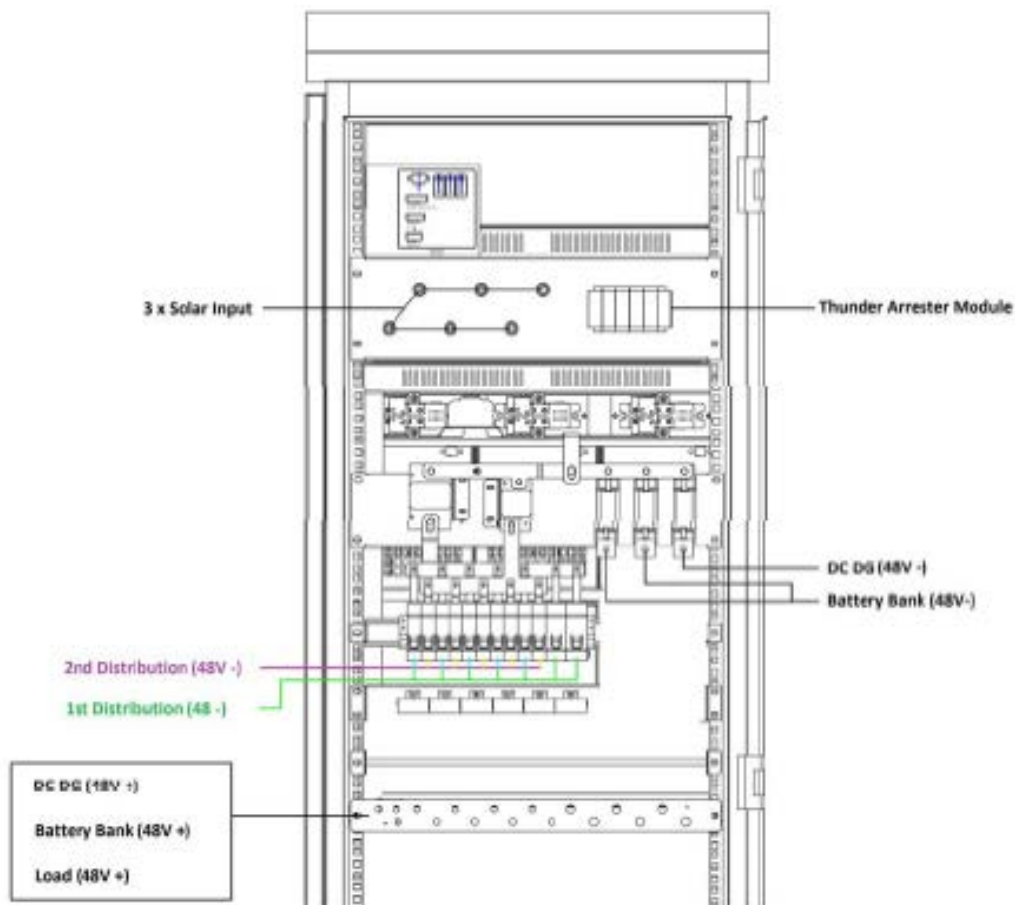 3 x Solar Input
Thunder Arrester Module
DC DG (48V -)
Battery Bank (48V-)
2nd Distribution (48V -)
1st Distribution (48 -)
DC DG (48V +)
Battery Bank (48V +)
Load (48V +)